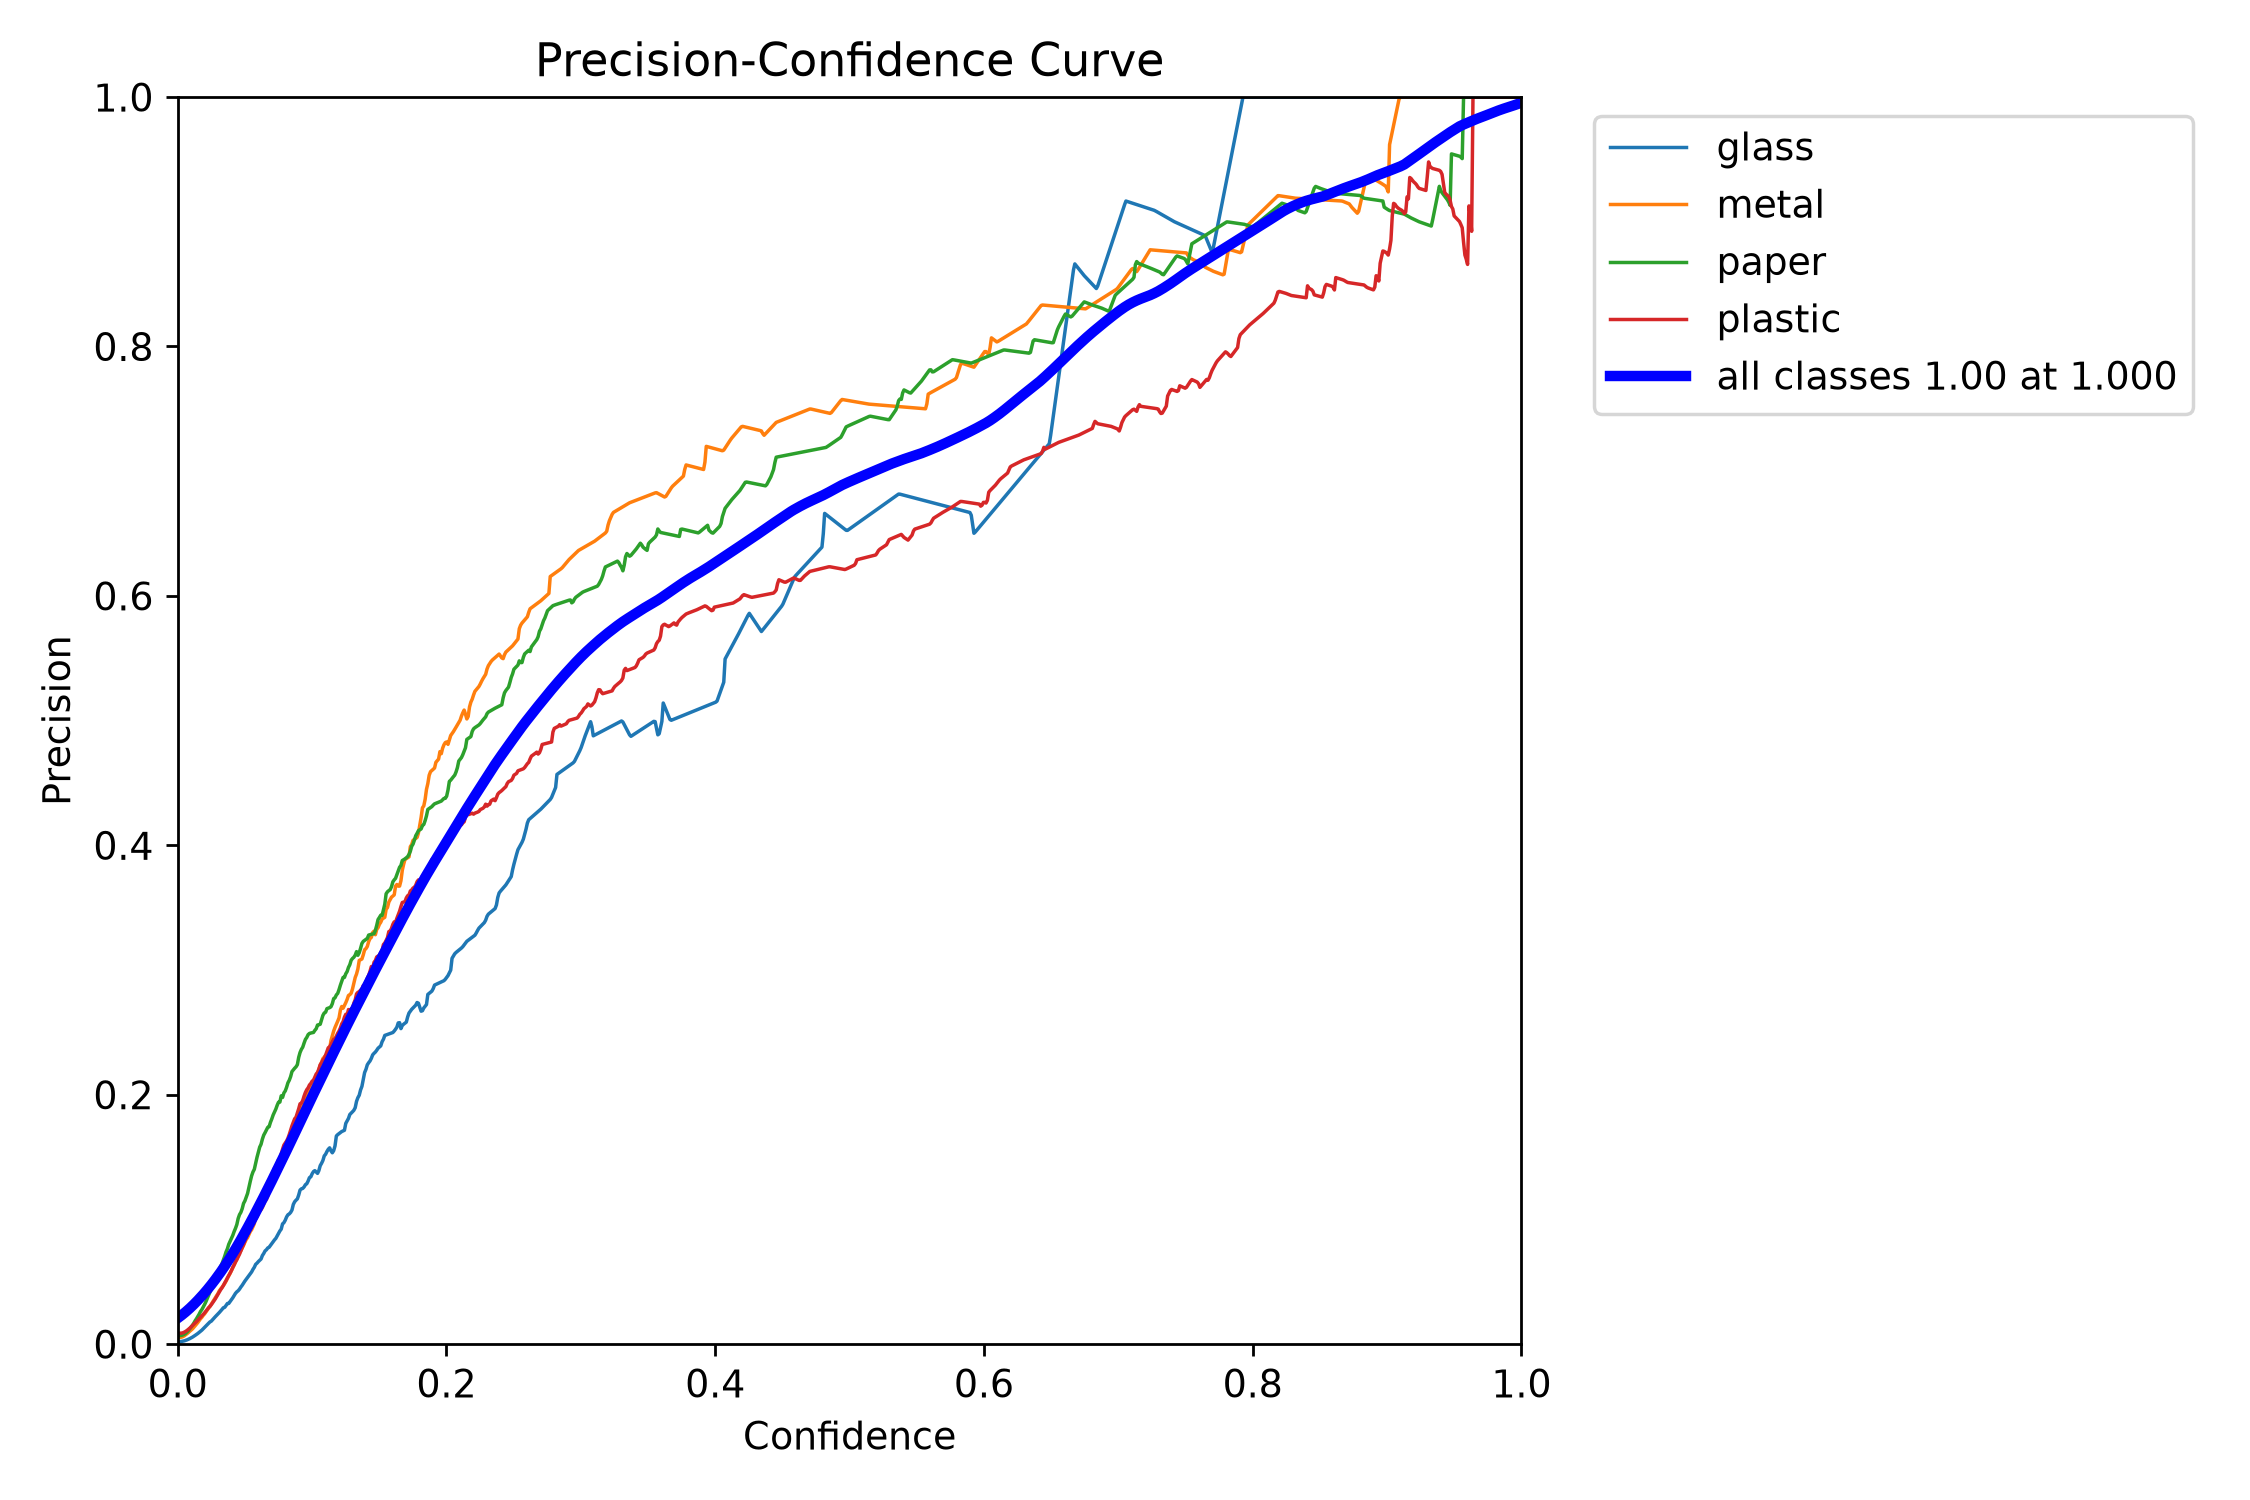 Precision-Confidence Curve
1.0
0.8
0.6
0.4
0.2
0.0
Precision
0.0 0.2 0.4 0.6 0.8 1.0
Confidence
glass
metal
paper
plastic
all classes 1.00 at 1.000